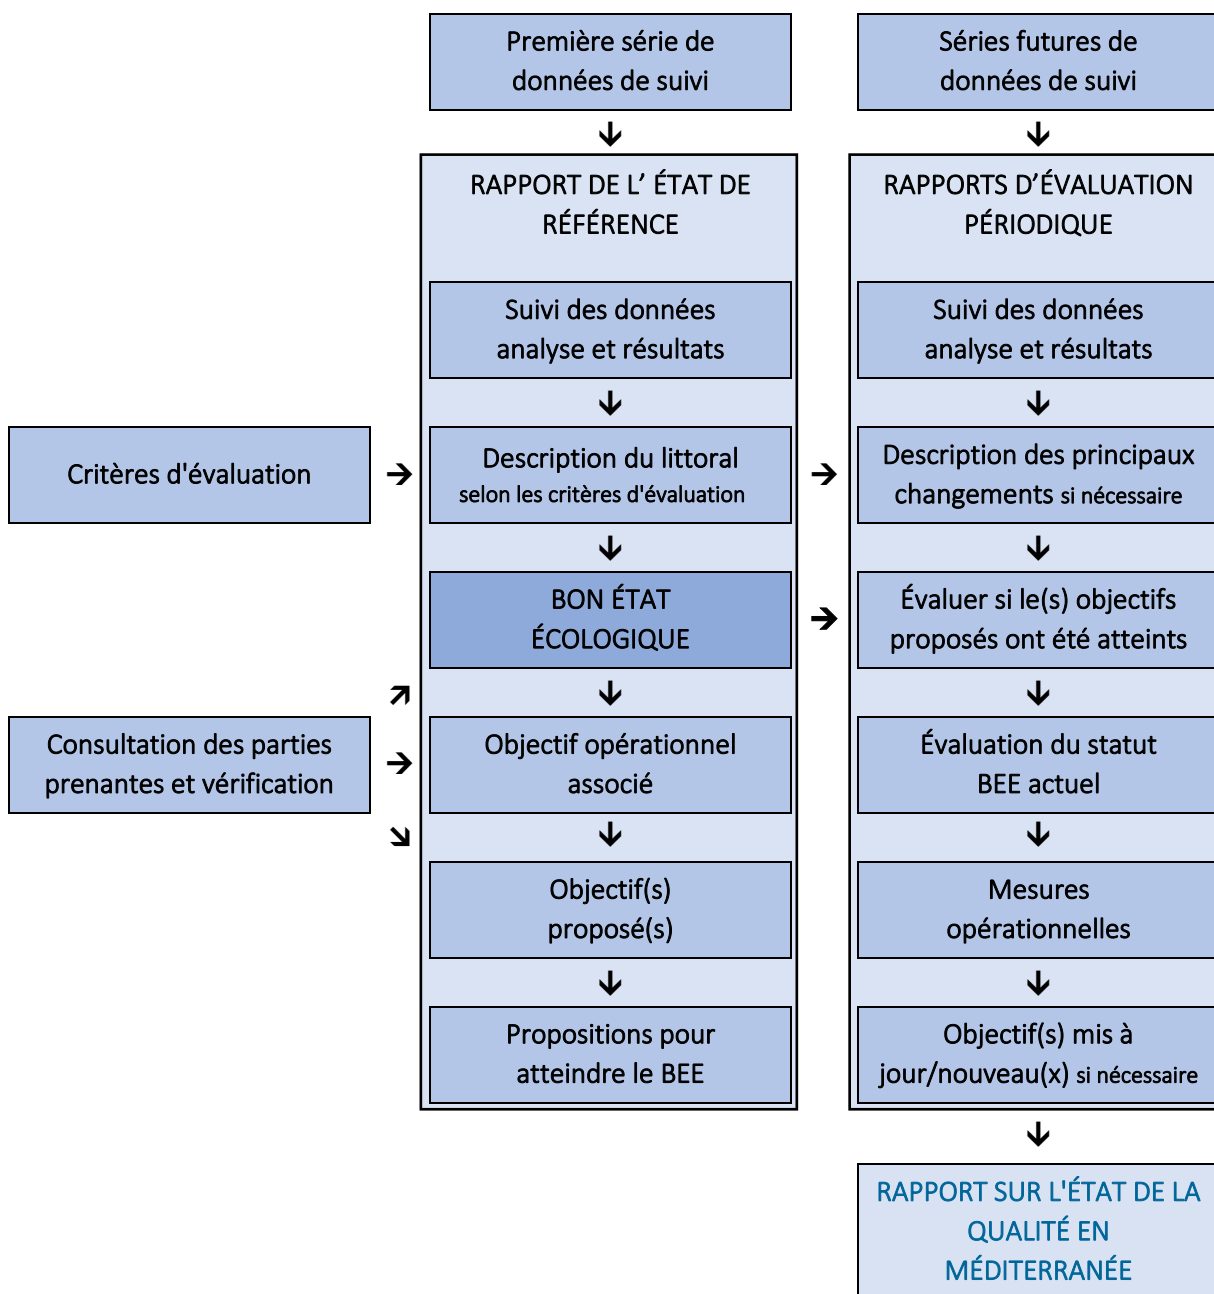 Première série de
données de suivi
Séries futures de
données de suivi
RAPPORT DE L’ ÉTAT DE
RÉFÉRENCE
RAPPORTS D’ÉVALUATION
PÉRIODIQUE
Suivi des données
analyse et résultats
Suivi des données
analyse et résultats
Critères d'évaluation
Description du littoral
selon les critères d'évaluation
Description des principaux
changements si nécessaire
BON ÉTAT
ÉCOLOGIQUE
Évaluer si le(s) objectifs
proposés ont été atteints
Consultation des parties
prenantes et vérification
Objectif opérationnel
associé
Évaluation du statut
BEE actuel
Objectif(s)
proposé(s)
Mesures
opérationnelles
Propositions pour
atteindre le BEE
Objectif(s) mis à
jour/nouveau(x) si nécessaire
RAPPORT SUR L'ÉTAT DE LA
QUALITÉ EN
MÉDITERRANÉE